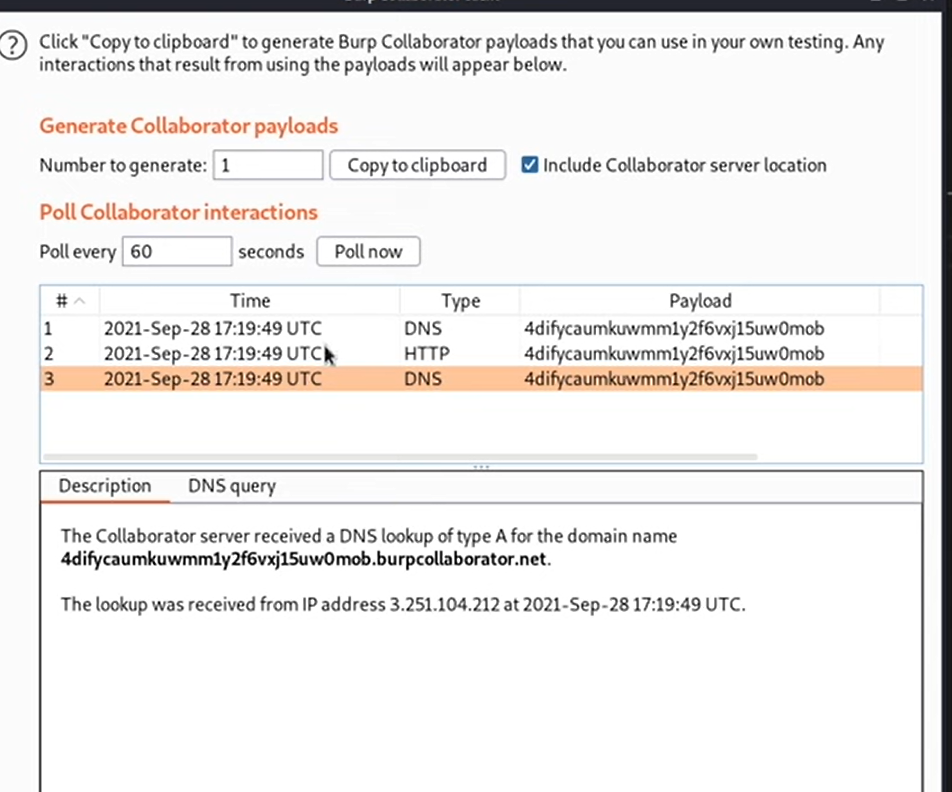 ?
Click "Copy to clipboard" to generate Burp Collaborator payloads that you can use in your own testing. Any
interactions that result from using the payloads will appear below.
Generate Collaborator payloads
Number to generate: 1 Copy to clipboard Include Collaborator server location
Poll Collaborator interactions
Poll every 60 seconds Poll now
# Time Type Payload
1 2021-Sep-28 17:19:49 UTC DNS 4difycaumkuwmm1y2f6vxj15uw0mob
2 2021-Sep-28 17:19:49 UTC HTTP 4difycaumkuwmm1y2f6vxj15uw0mob
3 2021-Sep-28 17:19:49 UTC DNS 4difycaumkuwmm1y2f6vxj15uw0mob
Description DNS query
The Collaborator server received a DNS lookup of type A for the domain name
4difycaumkuwmm1y2f6vxj15uw0mob.burpcollaborator.net.
The lookup was received from IP address 3.251.104.212 at 2021-Sep-28 17:19:49 UTC.